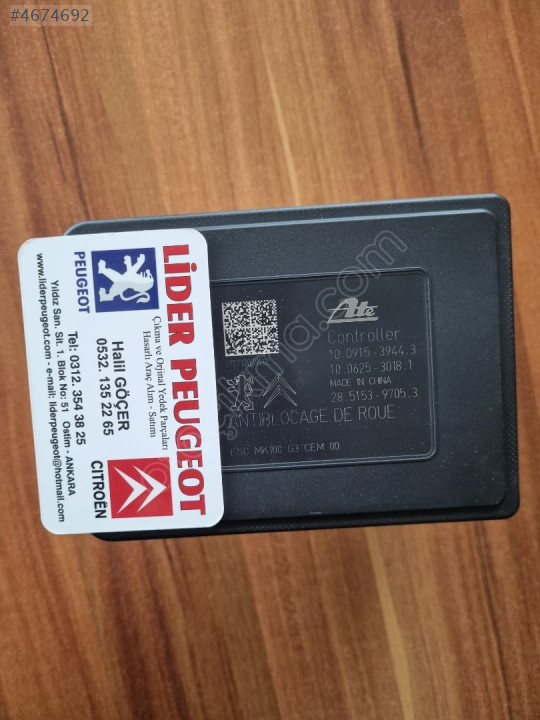 #4674692
LİDER PEUGEOT
Çıkma ve Orjinal Yedek Parçaları
Hasarlı Araç Alım - Satımı
PEUGEOT
Halil GÖÇER
0532. 135 22 65
CITROËN
Tel: 0312. 354 38 25
Yıldız San. Sit. 1. Blok No: 51 Ostim - ANKARA
www.liderpeugeot.com - e-mail: liderpeugeot@hotmail.com
Ate
Controller
10.0915-3944.3
10.0625-3018.1
MADE IN CHINA
28.5153-9705.3
ANTIBLOCAGE DE ROUE
ESC MK100 G3 CEM 00